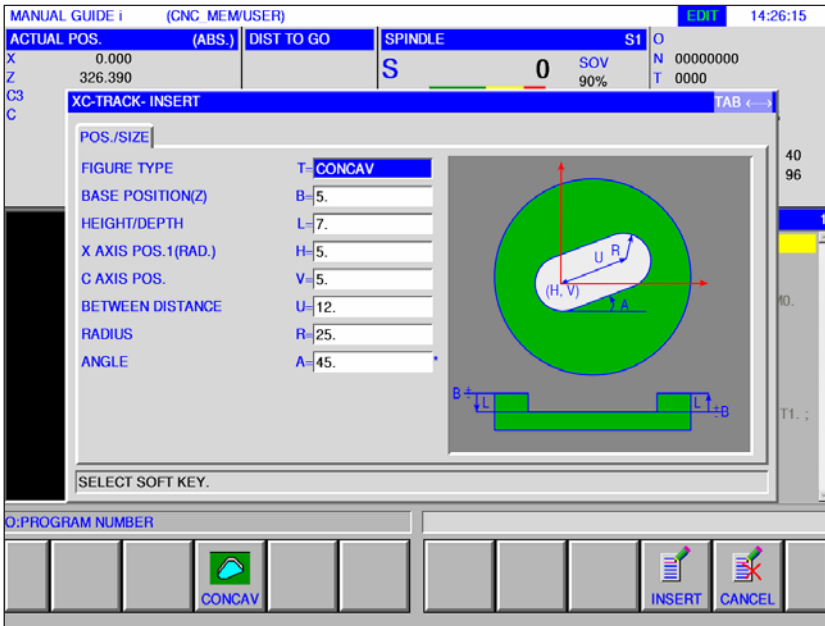 MANUAL GUIDE i (CNC_MEM/USER) EDIT 14:26:15
ACTUAL POS. (ABS.) DIST TO GO SPINDLE S1 O
X 0.000 S 0 SOV N 00000000
Z 326.390 90% T 0000
C3
C
XC-TRACK- INSERT TAB ←→
POS./SIZE
FIGURE TYPE T= CONCAV
BASE POSITION(Z) B= 5.
HEIGHT/DEPTH L= 7.
X AXIS POS.1(RAD.) H= 5.
C AXIS POS. V= 5.
BETWEEN DISTANCE U= 12.
RADIUS R= 25.
ANGLE A= 45. *
U R
(H, V) A
B +- L L +- B
40
96
1
M0.
T1. ;
SELECT SOFT KEY.
O:PROGRAM NUMBER
CONCAV INSERT CANCEL